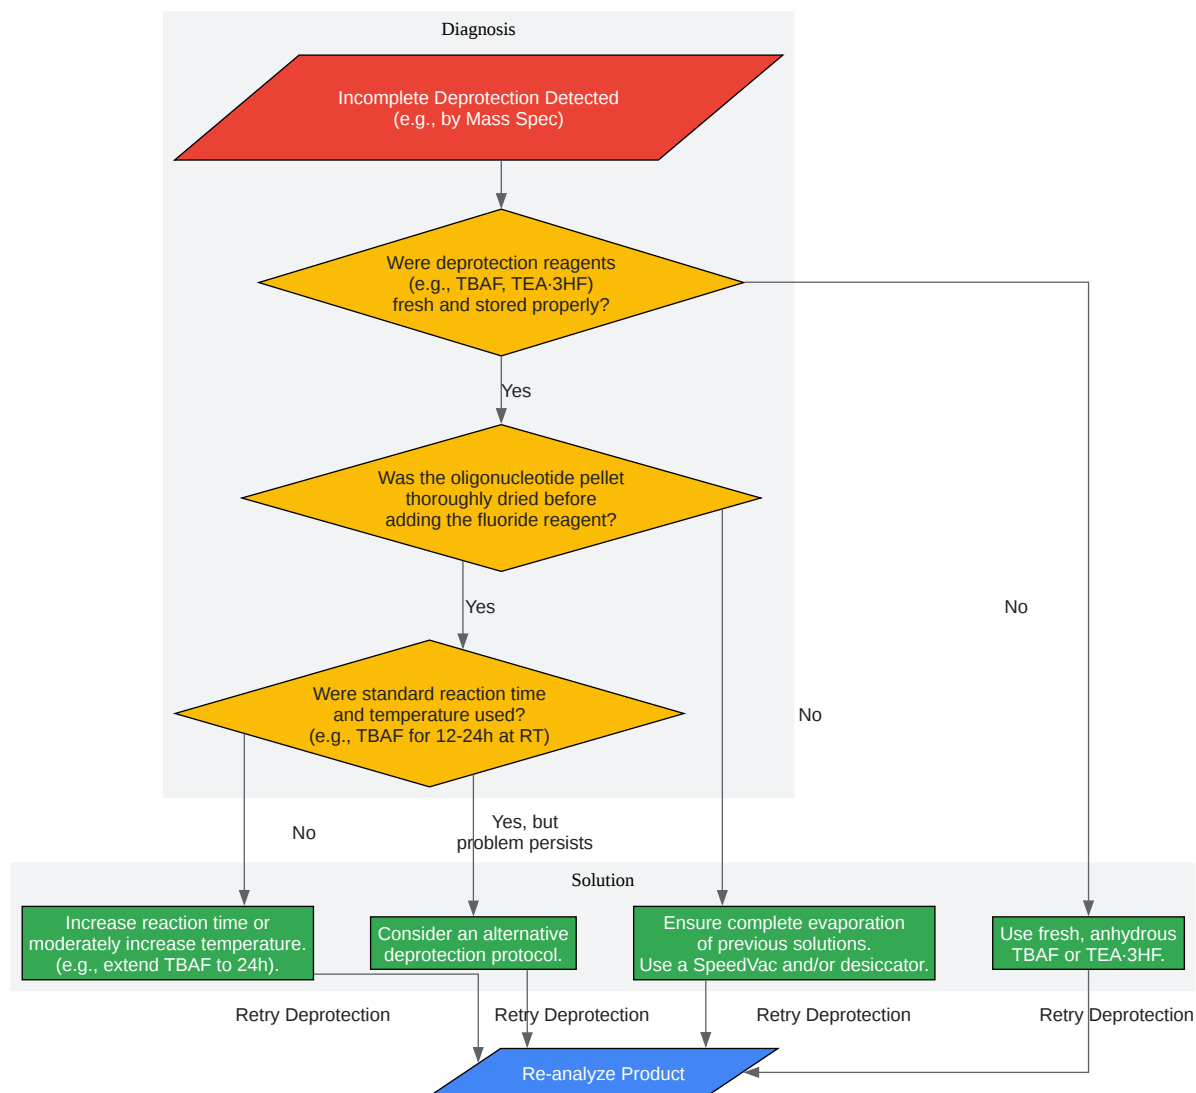 Diagnosis
Incomplete Deprotection Detected
(e.g., by Mass Spec)
Were deprotection reagents
(e.g., TBAF, TEA·3HF)
fresh and stored properly?
Yes
Was the oligonucleotide pellet
thoroughly dried before
adding the fluoride reagent?
Yes
No
Were standard reaction time
and temperature used?
(e.g., TBAF for 12-24h at RT)
No
No
Yes, but
problem persists
Solution
Increase reaction time or
moderately increase temperature.
(e.g., extend TBAF to 24h).
Consider an alternative
deprotection protocol.
Ensure complete evaporation
of previous solutions.
Use a SpeedVac and/or desiccator.
Use fresh, anhydrous
TBAF or TEA·3HF.
Retry Deprotection
Retry Deprotection
Retry Deprotection
Retry Deprotection
Re-analyze Product